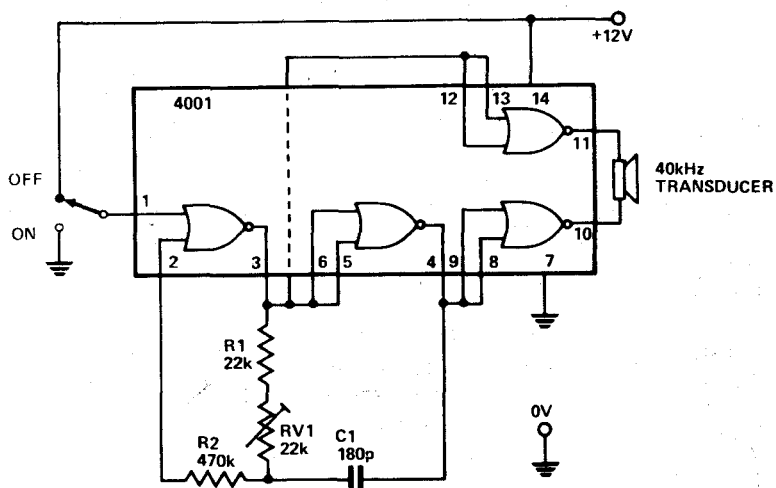 +12V
4001
12 13 14
11
OFF
1
40kHz
TRANSDUCER
ON
10
2 3 6 5 4 9 8 7
R1
22k
0V
RV1
22k
C1
180p
R2
470k